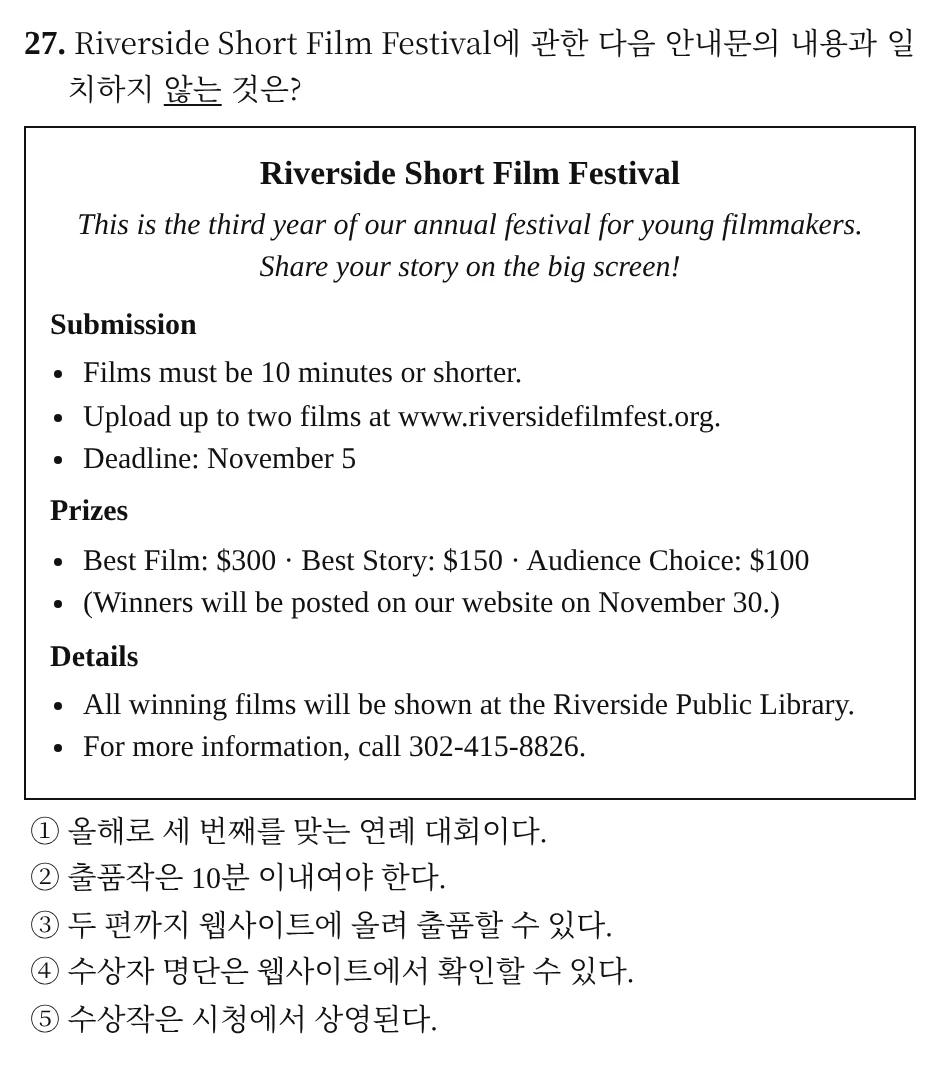 27. Riverside Short Film Festival에 관한 다음 안내문의 내용과 일
치하지 않는 것은?
Riverside Short Film Festival
This is the third year of our annual festival for young filmmakers.
Share your story on the big screen!
Submission
• Films must be 10 minutes or shorter.
• Upload up to two films at www.riversidefilmfest.org.
• Deadline: November 5
Prizes
• Best Film: $300 · Best Story: $150 · Audience Choice: $100
• (Winners will be posted on our website on November 30.)
Details
• All winning films will be shown at the Riverside Public Library.
• For more information, call 302-415-8826.
① 올해로 세 번째를 맞는 연례 대회이다.
② 출품작은 10분 이내여야 한다.
③ 두 편까지 웹사이트에 올려 출품할 수 있다.
④ 수상자 명단은 웹사이트에서 확인할 수 있다.
⑤ 수상작은 시청에서 상영된다.